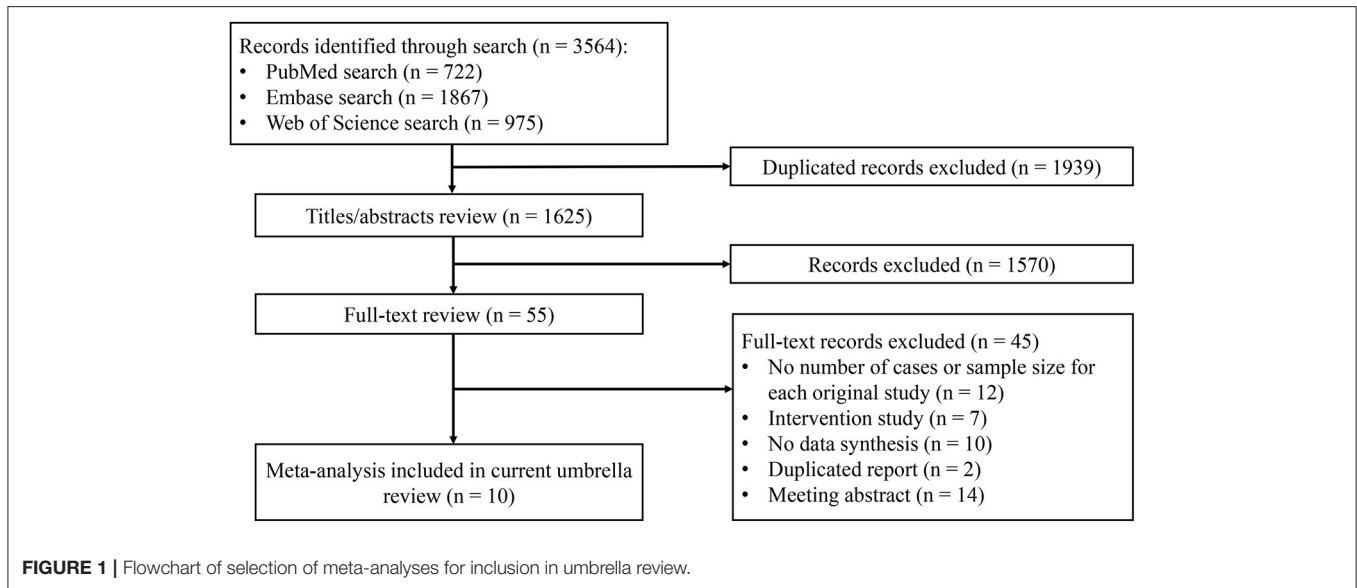 Records identified through search (n = 3564):
• PubMed search (n = 722)
• Embase search (n = 1867)
• Web of Science search (n = 975)
Duplicated records excluded (n = 1939)
Titles/abstracts review (n = 1625)
Records excluded (n = 1570)
Full-text review (n = 55)
Full-text records excluded (n = 45)
• No number of cases or sample size for
each original study (n = 12)
• Intervention study (n = 7)
• No data synthesis (n = 10)
• Duplicated report (n = 2)
• Meeting abstract (n = 14)
Meta-analysis included in current umbrella
review (n = 10)
FIGURE 1 | Flowchart of selection of meta-analyses for inclusion in umbrella review.